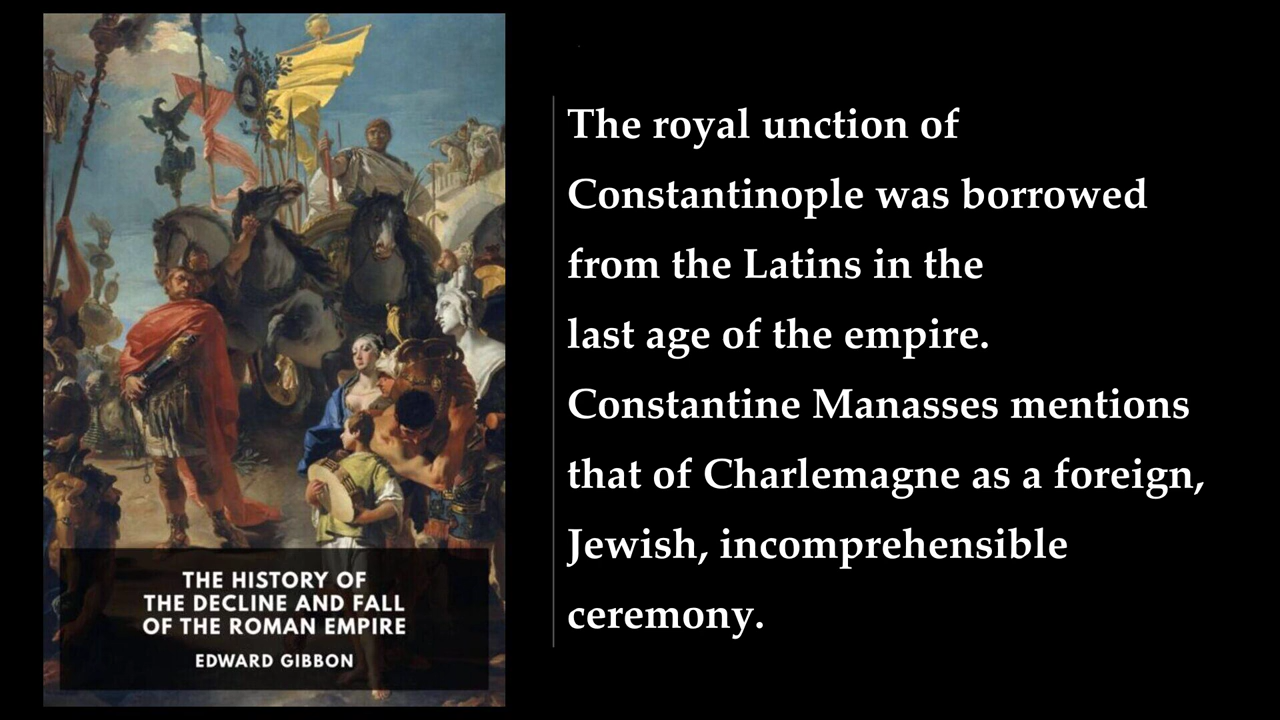 THE HISTORY OF
THE DECLINE AND FALL
OF THE ROMAN EMPIRE
EDWARD GIBBON
The royal unction of
Constantinople was borrowed
from the Latins in the
last age of the empire.
Constantine Manasses mentions
that of Charlemagne as a foreign,
Jewish, incomprehensible
ceremony.